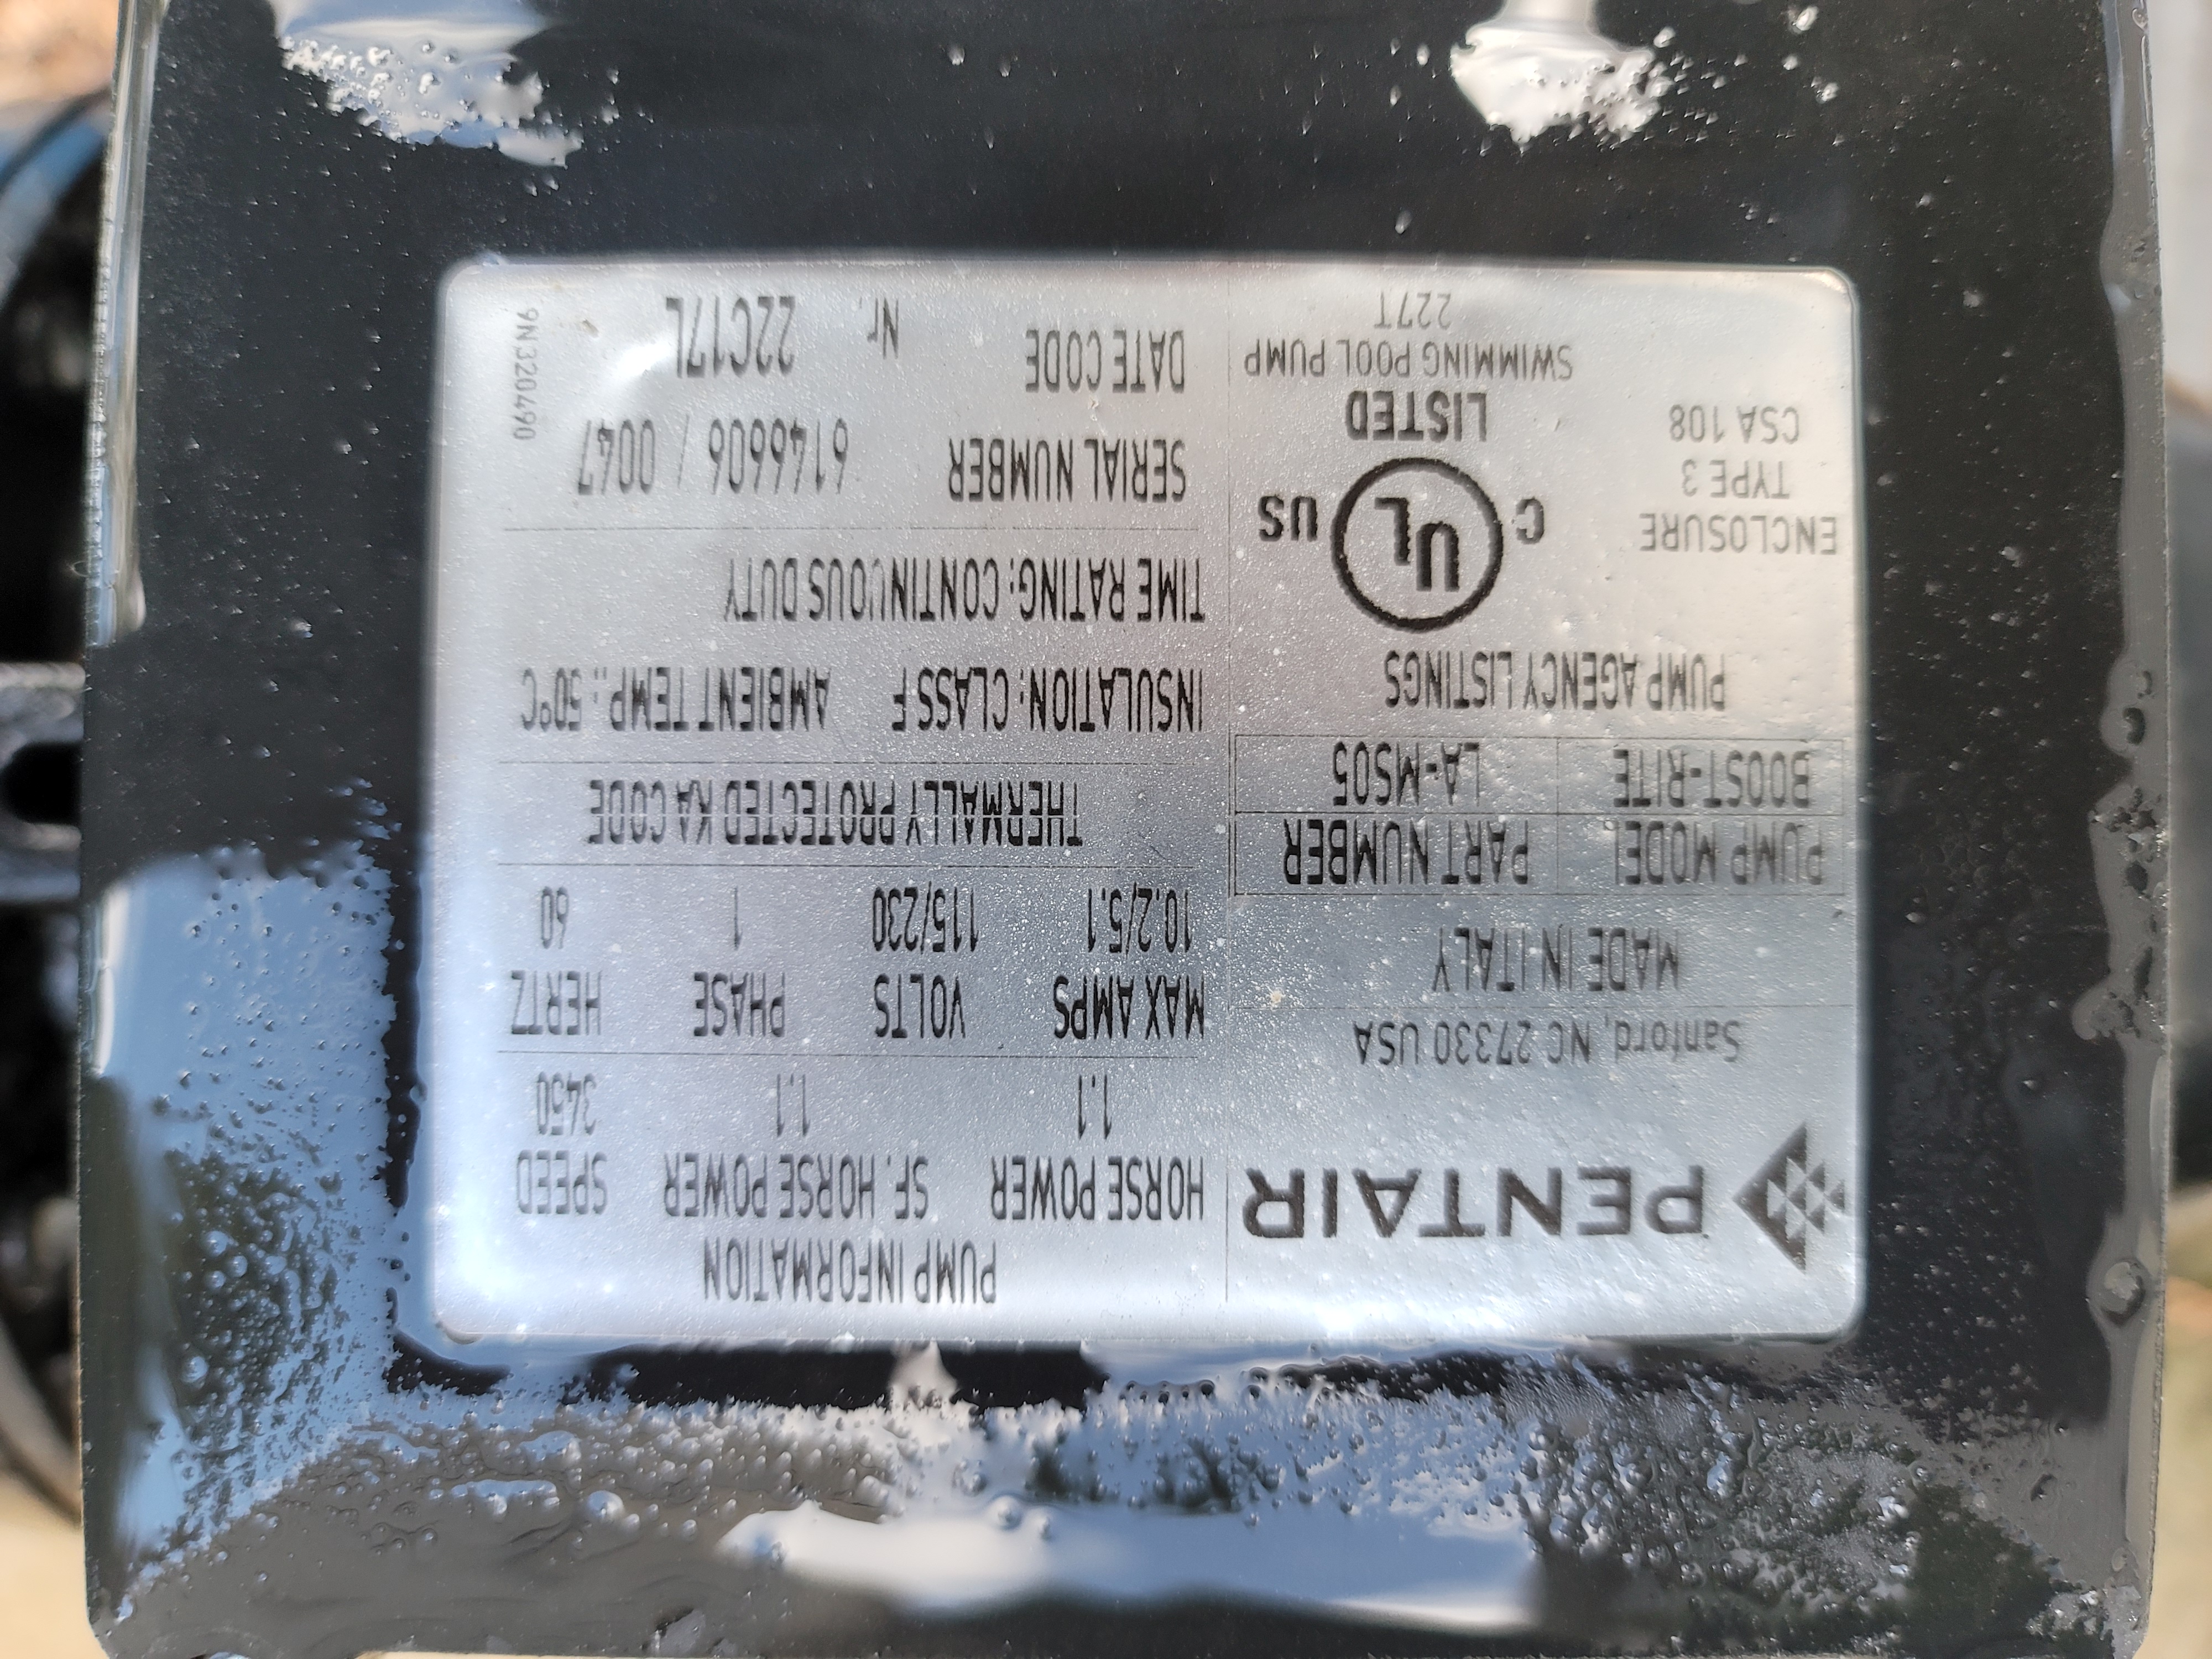 PENTAIR
Sanford, NC 27330 USA
MADE IN ITALY
PUMP MODEL PART NUMBER
BOOST-RITE LA-MS05
PUMP AGENCY LISTINGS
ENCLOSURE
TYPE 3
CSA 108
C UL US
LISTED
SWIMMING POOL PUMP
227T
PUMP INFORMATION
HORSE POWER SF. HORSE POWER SPEED
1.1 1.1 3450
MAX AMPS VOLTS PHASE HERTZ
10.2/5.1 115/230 1 60
THERMALLY PROTECTED KA CODE
INSULATION: CLASS F AMBIENT TEMP.: 50°C
TIME RATING: CONTINUOUS DUTY
SERIAL NUMBER 6146606 / 0047
DATE CODE Nr. 22C17L
9N320490